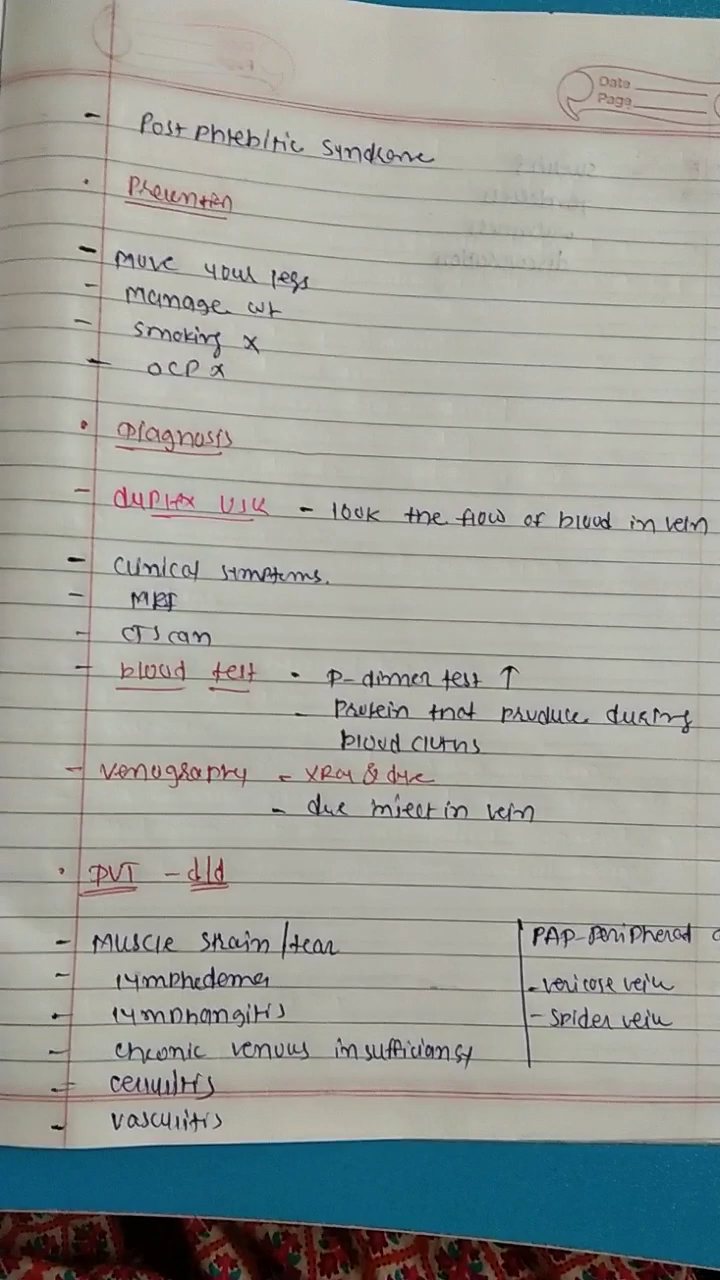 Date
Page
- Post phlebitic syndrome
• Prevention
- Move your legs
- Manage wt
- Smoking x
- OCP x
• Diagnosis
- duplex USG - look the flow of blood in vein
- Clinical symptoms.
- MRI
- CT Scan
- blood test • D-dimer test ↑
- Protein that produce during
blood cloths
- Venography - XRay & dye
- dye inject in vein
• DVT - d/d
- Muscle strain/tear
- lymphedema
- lymphangitis
- chronic venous insufficiansy
- cellulitis
- vasculitis
PAP-Peripheral
- vericose vein
- Spider vein